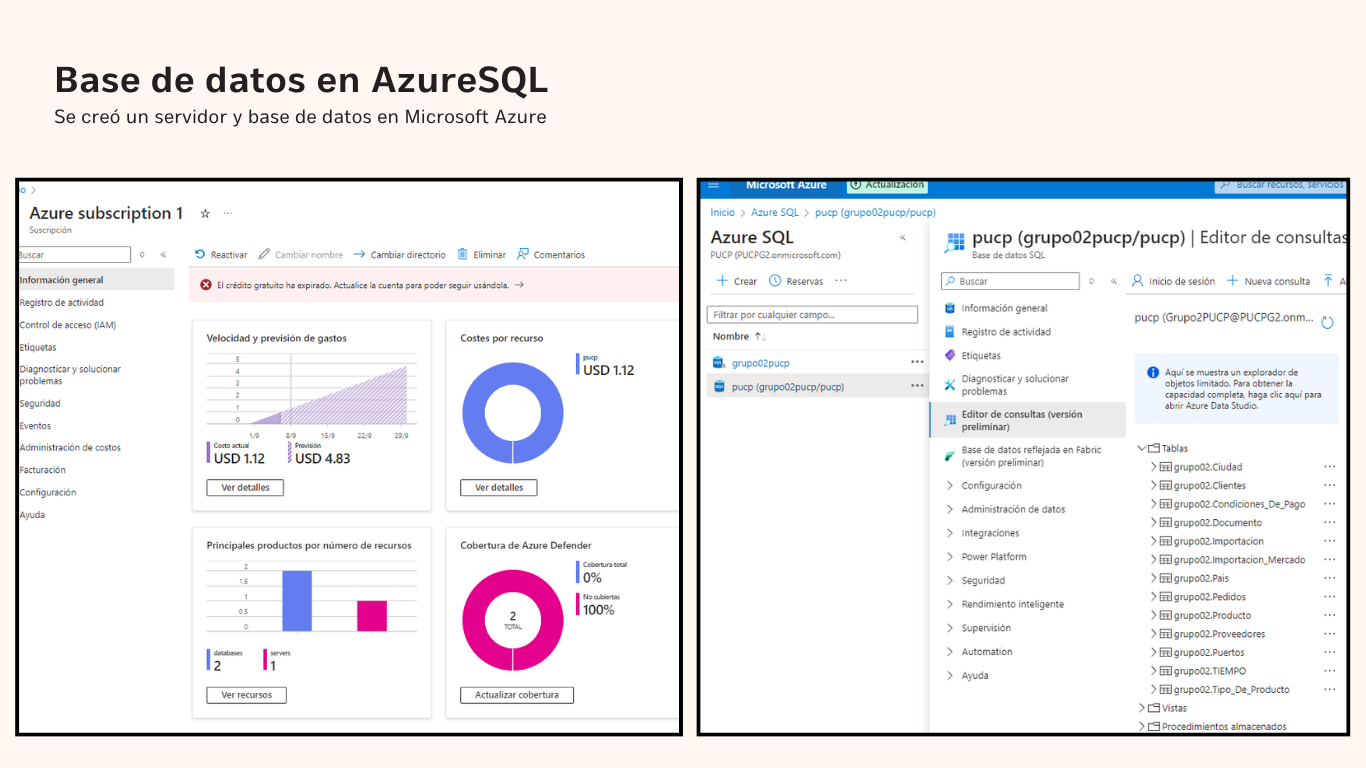 Base de datos en AzureSQL
Se creó un servidor y base de datos en Microsoft Azure
Azure subscription 1
Suscripción
Buscar
Reactivar
Cambiar nombre
Cambiar directorio
Eliminar
Comentarios
Información general
Registro de actividad
Control de acceso (IAM)
Etiquetas
Diagnosticar y solucionar
problemas
Seguridad
Eventos
Administración de costos
Facturación
Configuración
Ayuda
El crédito gratuito ha expirado. Actualice la cuenta para poder seguir usándola.
Velocidad y previsión de gastos
5
4
3
2
1
0
1/9 8/9 15/9 22/9 29/9
Costo actual
USD 1.12
Previsión
USD 4.83
Ver detalles
Costes por recurso
pucp
USD 1.12
Ver detalles
Principales productos por número de recursos
2
1.5
1
0.5
0
databases
2
servers
1
Ver recursos
Cobertura de Azure Defender
2
TOTAL
Cobertura total
0%
No cubiertas
100%
Actualizar cobertura
Microsoft Azure
Actualización
Buscar recursos, servicios
Inicio > Azure SQL > pucp (grupo02pucp/pucp)
Azure SQL
PUCP (PUCPG2.onmicrosoft.com)
Crear
Reservas
Filtrar por cualquier campo...
Nombre
grupo02pucp
pucp (grupo02pucp/pucp)
pucp (grupo02pucp/pucp) | Editor de consultas
Base de datos SQL
Buscar
Información general
Registro de actividad
Etiquetas
Diagnosticar y solucionar
problemas
Editor de consultas (versión
preliminar)
Base de datos reflejada en Fabric
(versión preliminar)
Configuración
Administración de datos
Integraciones
Power Platform
Seguridad
Rendimiento inteligente
Supervisión
Automation
Ayuda
Inicio de sesión
Nueva consulta
pucp (Grupo2PUCP@PUCPG2.onm...
Aquí se muestra un explorador de
objetos limitado. Para obtener la
capacidad completa, haga clic aquí para
abrir Azure Data Studio.
Tablas
grupo02.Ciudad
grupo02.Clientes
grupo02.Condiciones_De_Pago
grupo02.Documento
grupo02.Importacion
grupo02.Importacion_Mercado
grupo02.Pais
grupo02.Pedidos
grupo02.Producto
grupo02.Proveedores
grupo02.Puertos
grupo02.TIEMPO
grupo02.Tipo_De_Producto
Vistas
Procedimientos almacenados